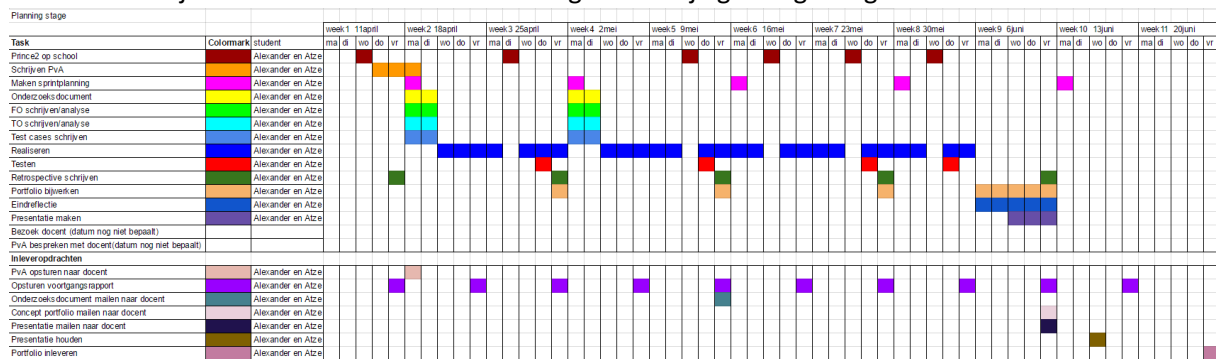 Planning stage
week1 11april week2 18april week3 25april week4 2mei week5 9mei week6 16mei week7 23mei week8 30mei week9 6juni week10 13juni week11 20juni
Task Colormark student ma di wo do vr ma di wo do vr ma di wo do vr ma di wo do vr ma di wo do vr ma di wo do vr ma di wo do vr ma di wo do vr ma di wo do vr ma di wo do vr ma di wo do vr
Prince2 op school Alexander en Atze
Schrijven PvA Alexander en Atze
Maken sprintplanning Alexander en Atze
Onderzoeksdocument Alexander en Atze
FO schrijven/analyse Alexander en Atze
TO schrijven/analyse Alexander en Atze
Test cases schrijven Alexander en Atze
Realiseren Alexander en Atze
Testen Alexander en Atze
Retrospective schrijven Alexander en Atze
Portfolio bijwerken Alexander en Atze
Eindreflectie Alexander en Atze
Presentatie maken Alexander en Atze
Bezoek docent (datum nog niet bepaalt)
PvA bespreken met docent(datum nog niet bepaalt)
Inleveropdrachten
PvA opsturen naar docent Alexander en Atze
Opsturen voortgangsrapport Alexander en Atze
Onderzoeksdocument mailen naar docent Alexander en Atze
Concept portfolio mailen naar docent Alexander en Atze
Presentatie mailen naar docent Alexander en Atze
Presentatie houden Alexander en Atze
Portfolio inleveren Alexander en Atze